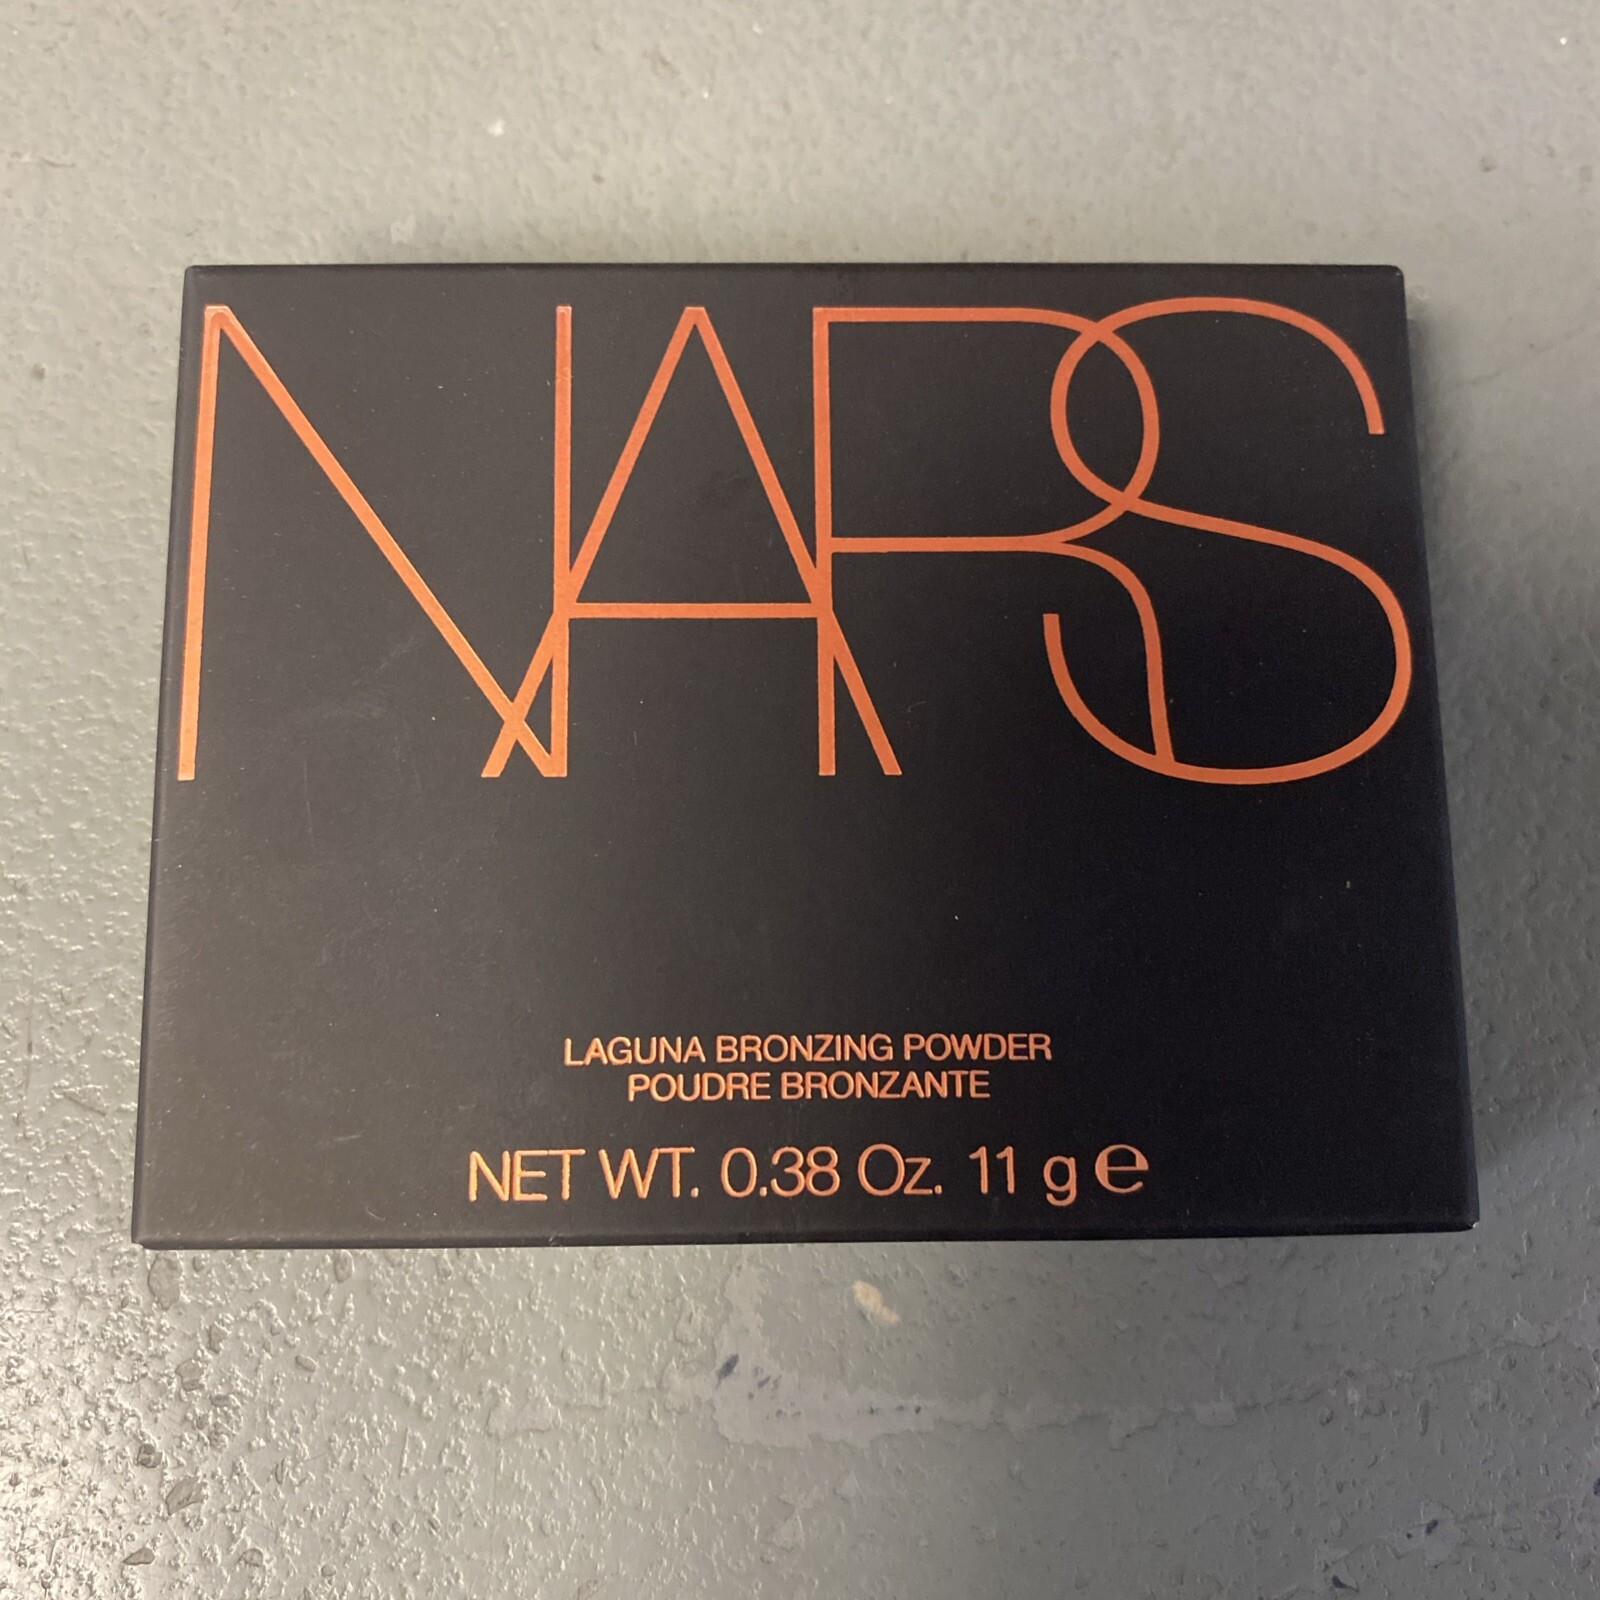 NARS
LAGUNA BRONZING POWDER
POUDRE BRONZANTE
NET WT. 0.38 Oz. 11 g ℮